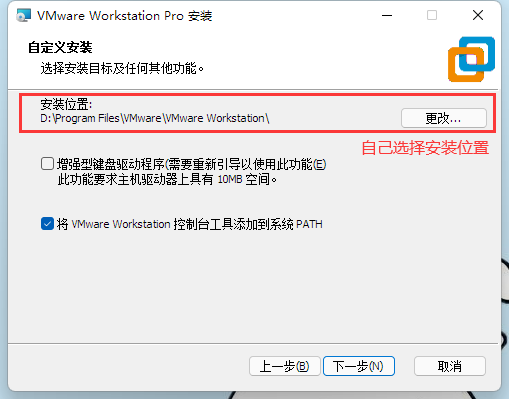 VMware Workstation Pro 安装
自定义安装
选择安装目标及任何其他功能。
安装位置:
D:\Program Files\VMware\VMware Workstation\
更改...
自己选择安装位置
增强型键盘驱动程序(需要重新引导以使用此功能(E)
此功能要求主机驱动器上具有 10MB 空间。
将 VMware Workstation 控制台工具添加到系统 PATH
上一步(B) 下一步(N) 取消